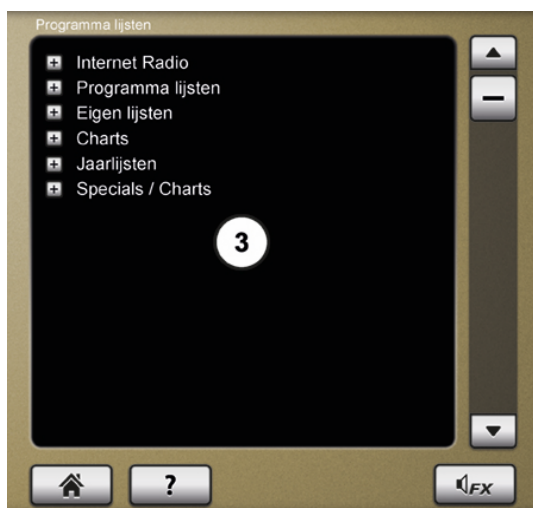 Programma lijsten
Internet Radio
Programma lijsten
Eigen lijsten
Charts
Jaarlijsten
Specials / Charts
3
?
FX